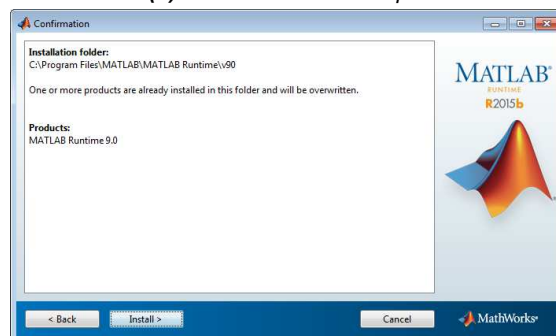 Confirmation
Installation folder:
C:\Program Files\MATLAB\MATLAB Runtime\v90
One or more products are already installed in this folder and will be overwritten.
Products:
MATLAB Runtime 9.0
MATLAB®
RUNTIME
R2015b
< Back
Install >
Cancel
MathWorks®